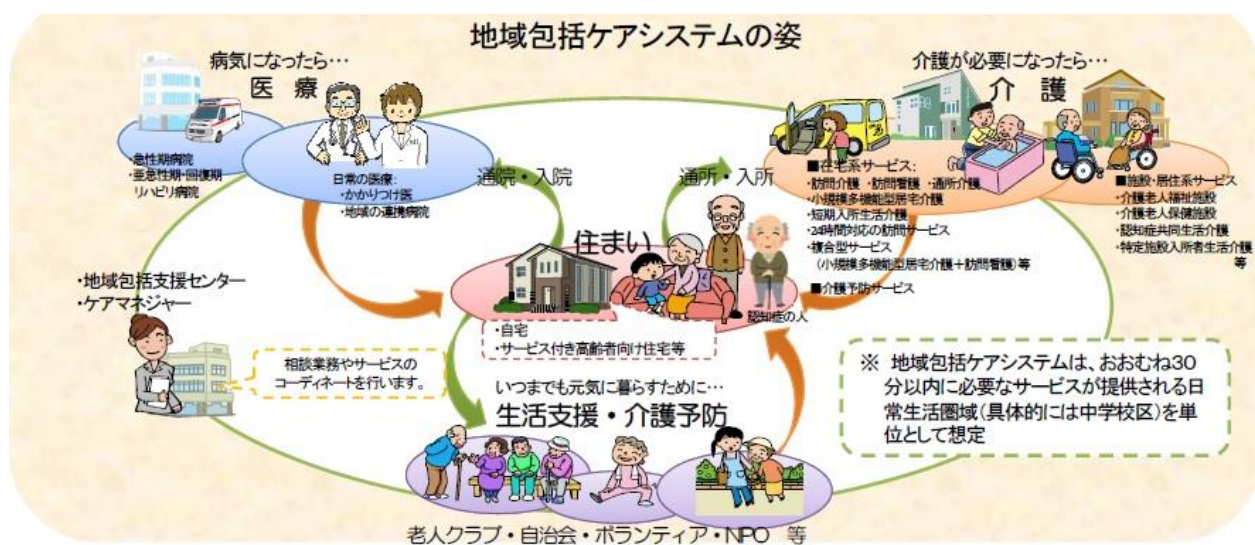 地域包括ケアシステムの姿
病気になったら…
医 療
・急性期病院
・亜急性期・回復期
リハビリ病院
日常の医療:
・かかりつけ医
・地域の連携病院
通院・入院
通所・入所
介護が必要になったら…
介 護
■在宅系サービス:
・訪問介護 ・訪問看護 ・通所介護
・小規模多機能型居宅介護
・短期入所生活介護
・24時間対応の訪問サービス
・複合型サービス
(小規模多機能型居宅介護+訪問看護)等
■介護予防サービス
■施設・居住系サービス
・介護老人福祉施設
・介護老人保健施設
・認知症共同生活介護
・特定施設入所者生活介護
等
住まい
・自宅
・サービス付き高齢者向け住宅等
認知症の人
・地域包括支援センター
・ケアマネジャー
相談業務やサービスの
コーディネートを行います。
いつまでも元気に暮らすために…
生活支援・介護予防
老人クラブ・自治会・ボランティア・NPO 等
※ 地域包括ケアシステムは、おおむね30
分以内に必要なサービスが提供される日
常生活圏域(具体的には中学校区)を単
位として想定